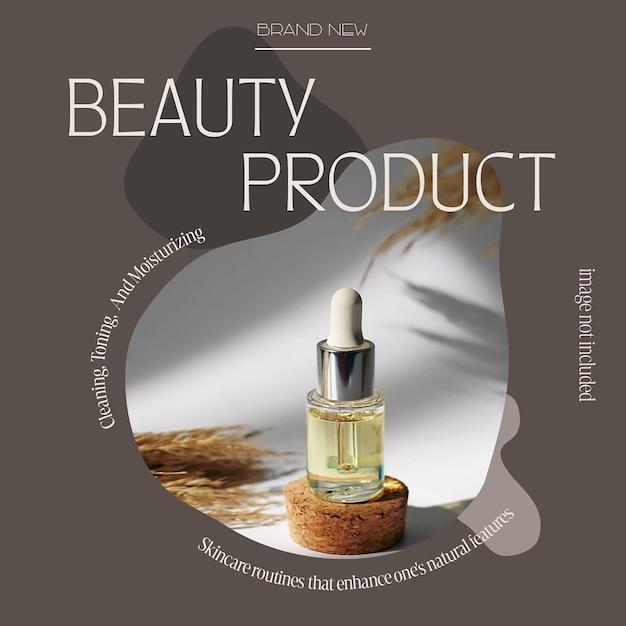 BRAND NEW
BEAUTY
PRODUCT
Cleaning, Toning, And Moisturizing
image not included
Skincare routines that enhance one's natural features